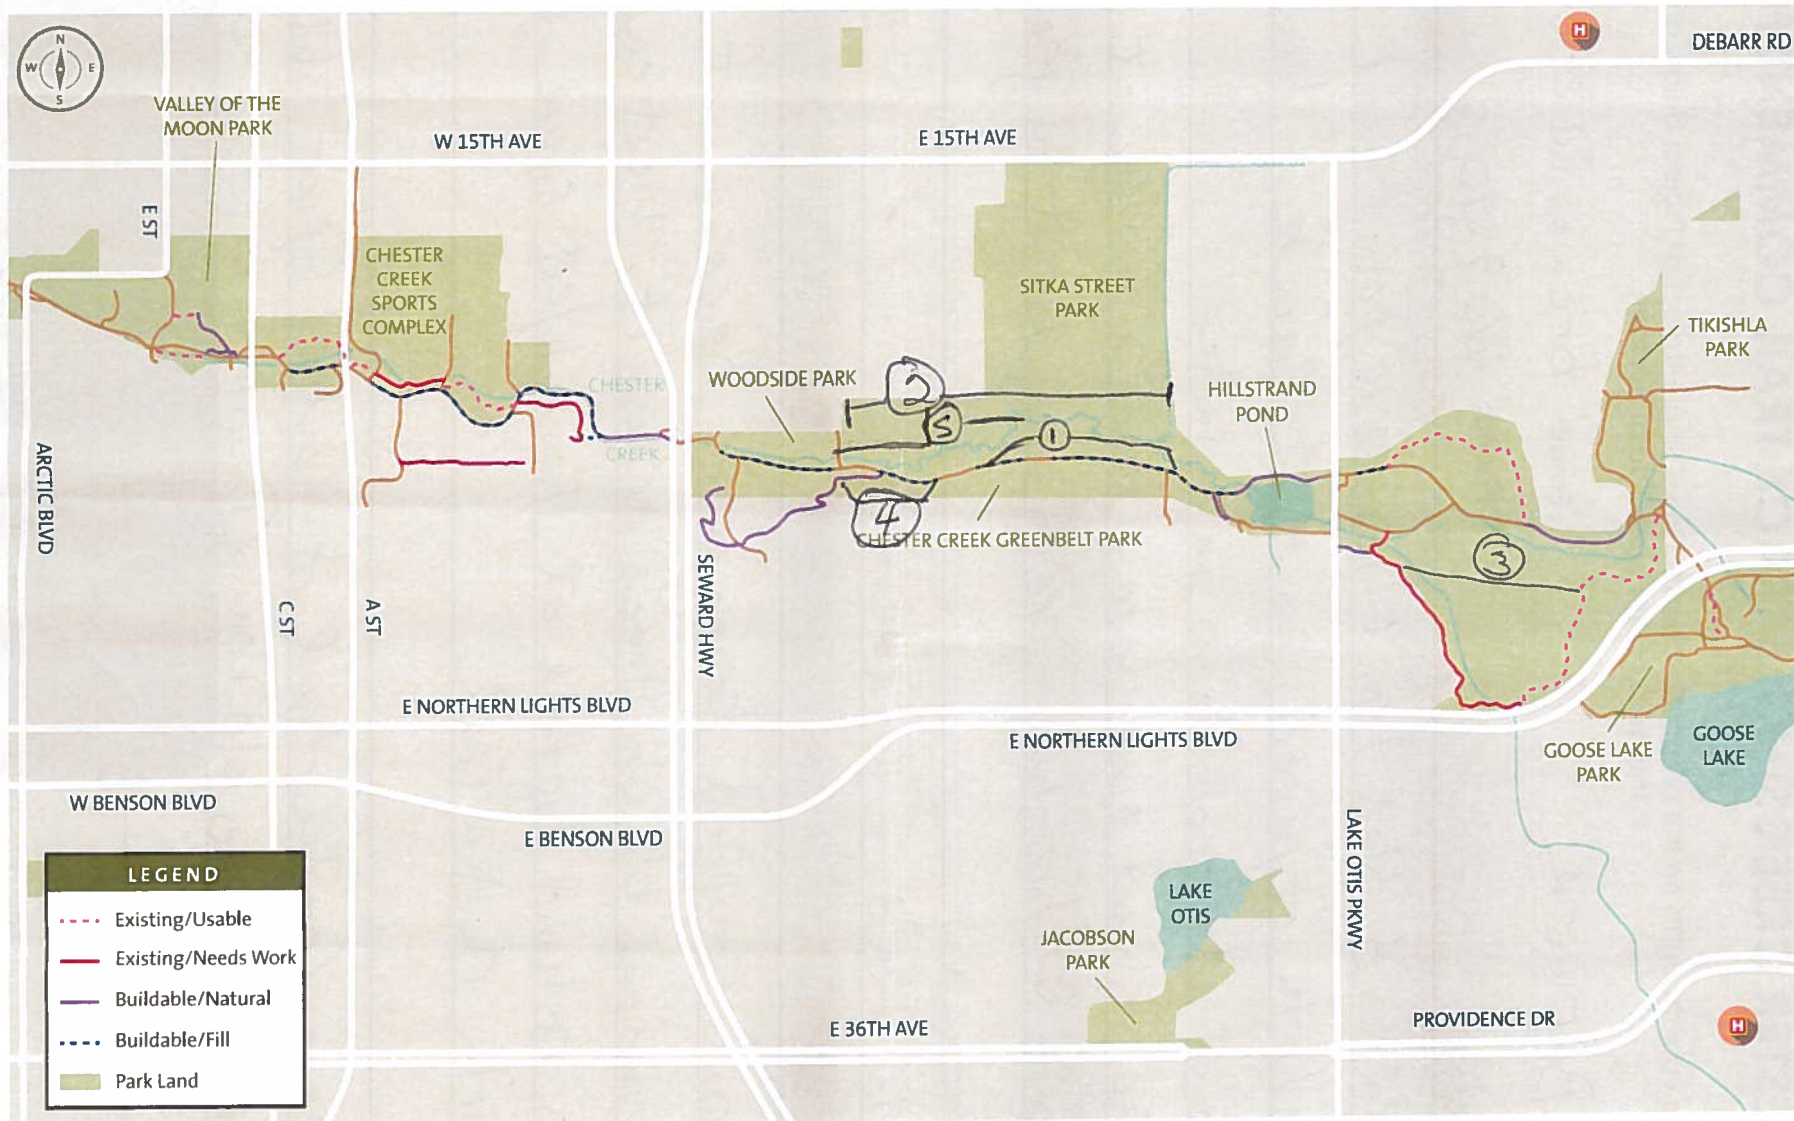 N
W E
S
H
DEBARR RD
VALLEY OF THE
MOON PARK
W 15TH AVE
E 15TH AVE
E ST
CHESTER
CREEK
SPORTS
COMPLEX
SITKA STREET
PARK
TIKISHLA
PARK
CHESTER
CREEK
WOODSIDE PARK
2
HILLSTRAND
POND
5
1
ARCTIC BLVD
4
CHESTER CREEK GREENBELT PARK
3
C ST
A ST
SEWARD HWY
E NORTHERN LIGHTS BLVD
E NORTHERN LIGHTS BLVD
GOOSE LAKE
PARK
GOOSE
LAKE
W BENSON BLVD
E BENSON BLVD
LAKE OTIS PKWY
LEGEND
Existing/Usable
Existing/Needs Work
Buildable/Natural
Buildable/Fill
Park Land
LAKE
OTIS
JACOBSON
PARK
E 36TH AVE
PROVIDENCE DR
H